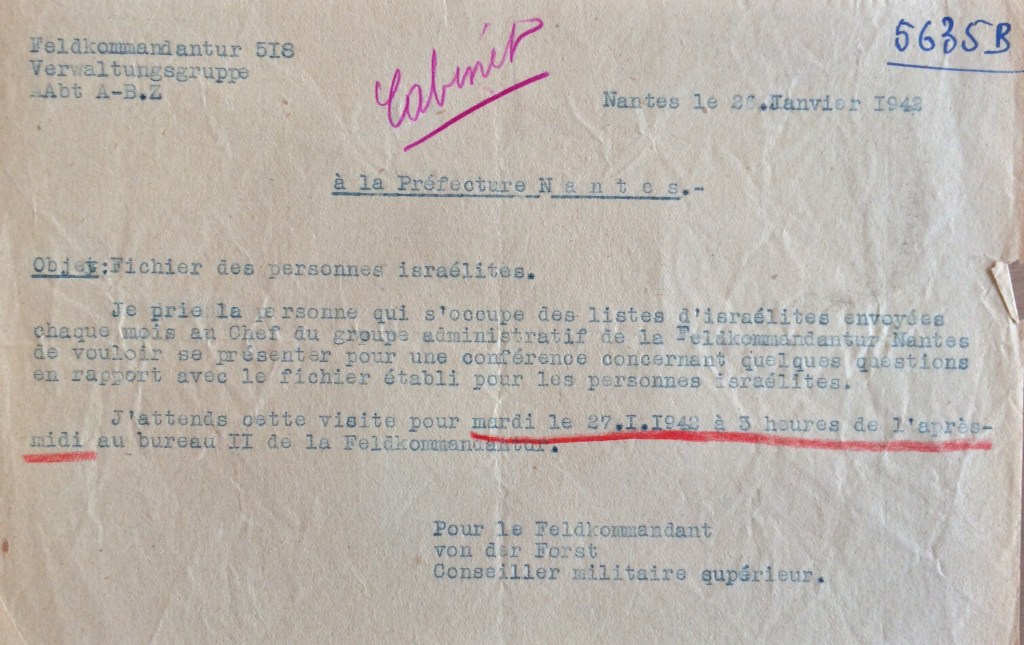 Feldkommandantur 518
Verwaltungsgruppe
Abt A-B.Z
Cabinet
5635B
Nantes le 26.Janvier 1942
à la Préfecture N a n t e s.-
Objet:Fichier des personnes israélites.
Je prie la personne qui s'occupe des listes d'israélites envoyées
chaque mois au Chef du groupe administratif de la Feldkommandantur Nantes
de vouloir se présenter pour une conférence concernant quelques questions
en rapport avec le fichier établi pour les personnes israélites.
J'attends cette visite pour mardi le 27.I.1942 à 3 heures de l'après-
midi au bureau II de la Feldkommandantur.
Pour le Feldkommandant
von der Forst
Conseiller militaire supérieur.